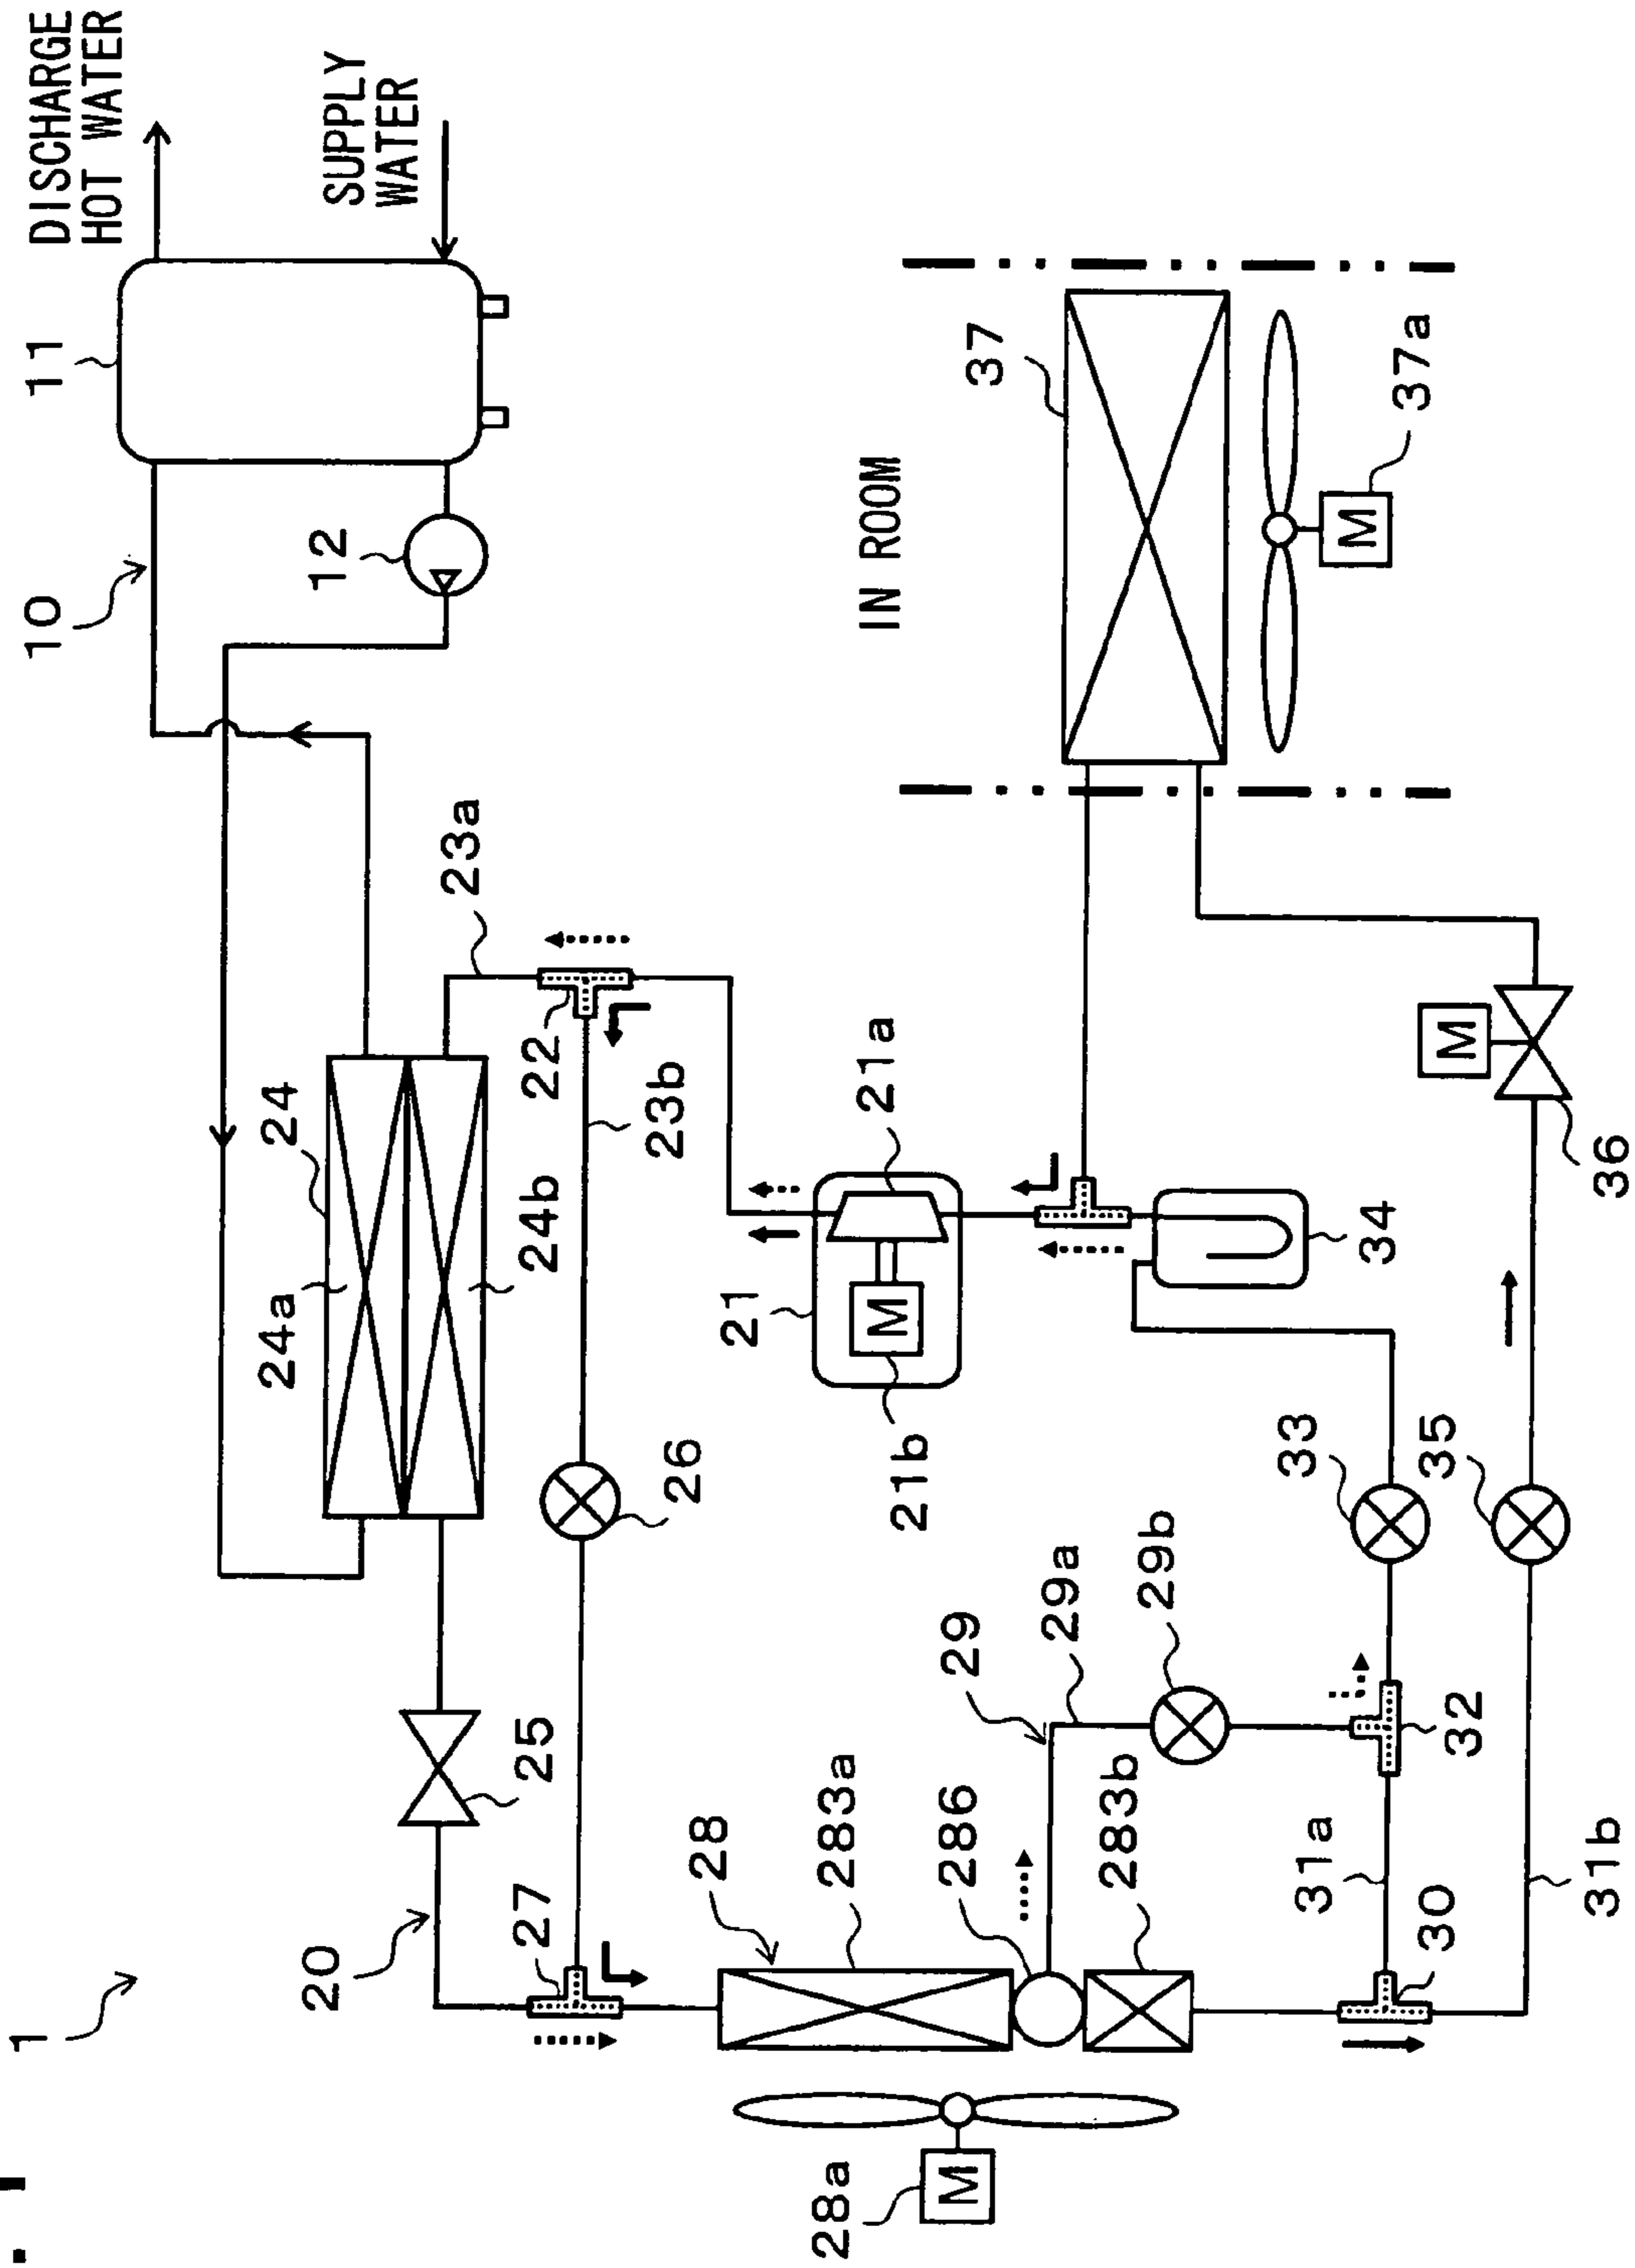 1
DISCHARGE
HOT WATER
SUPPLY
WATER
11
10
12
24
24a
24b
23a
22
23b
20
25
26
27
21
21a
21b
IN ROOM
37
37a
28
283a
286
283b
28a
29
29a
29b
34
33
35
36
32
31a
30
31b
M
M
M
M